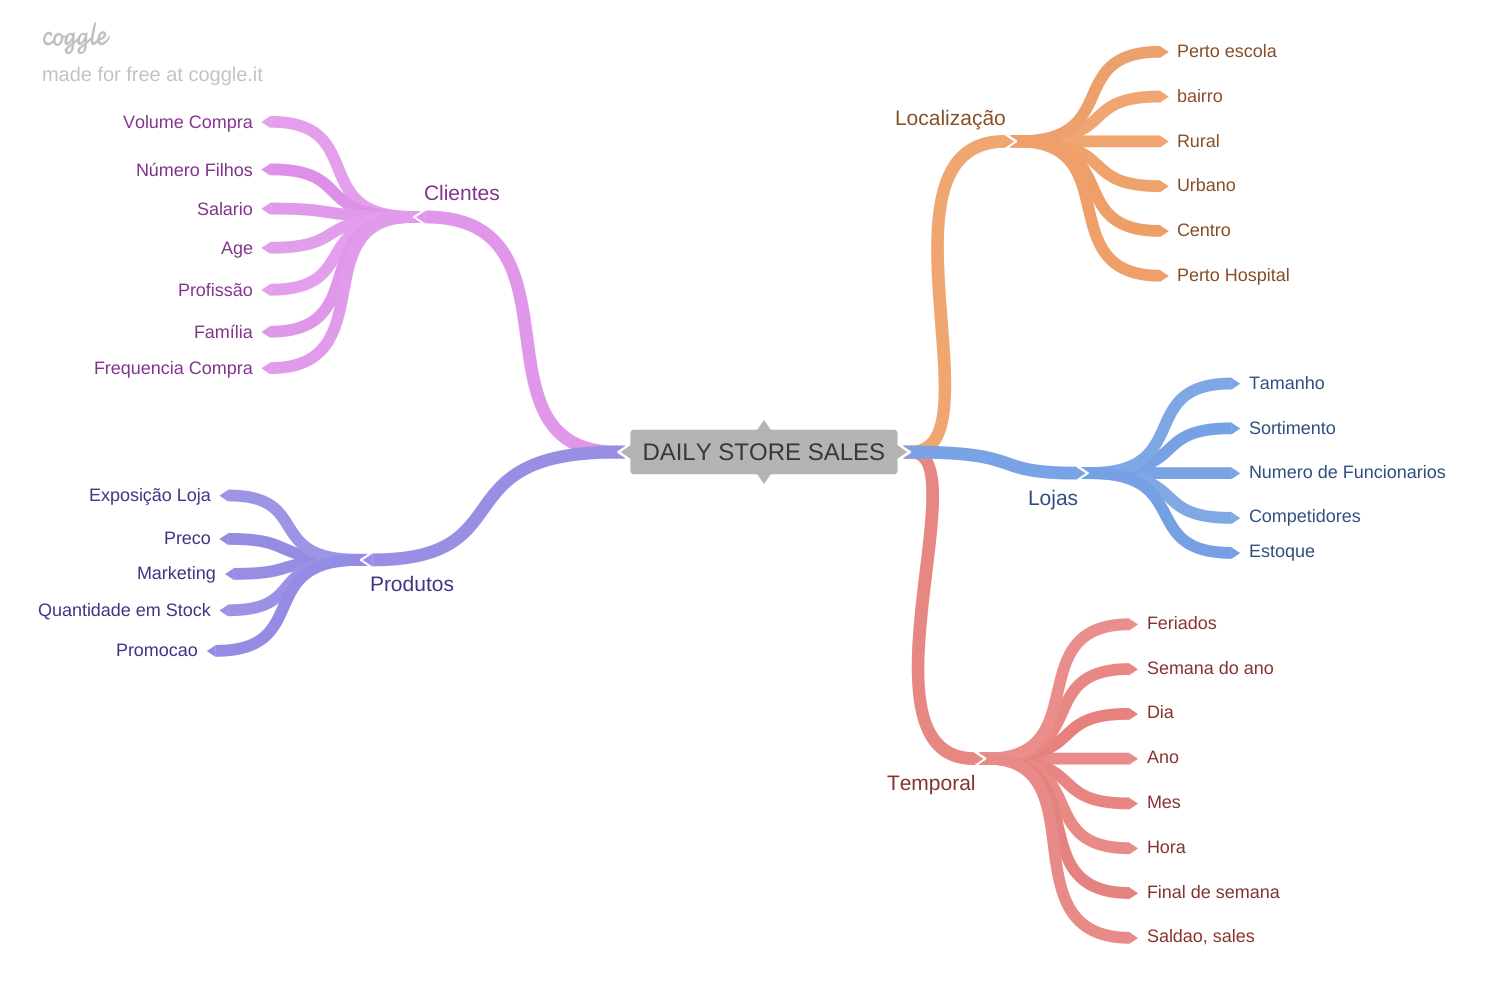 coggle
made for free at coggle.it
Clientes
Volume Compra
Número Filhos
Salario
Age
Profissão
Família
Frequencia Compra
Produtos
Exposição Loja
Preco
Marketing
Quantidade em Stock
Promocao
DAILY STORE SALES
Localização
Perto escola
bairro
Rural
Urbano
Centro
Perto Hospital
Lojas
Tamanho
Sortimento
Numero de Funcionarios
Competidores
Estoque
Temporal
Feriados
Semana do ano
Dia
Ano
Mes
Hora
Final de semana
Saldao, sales